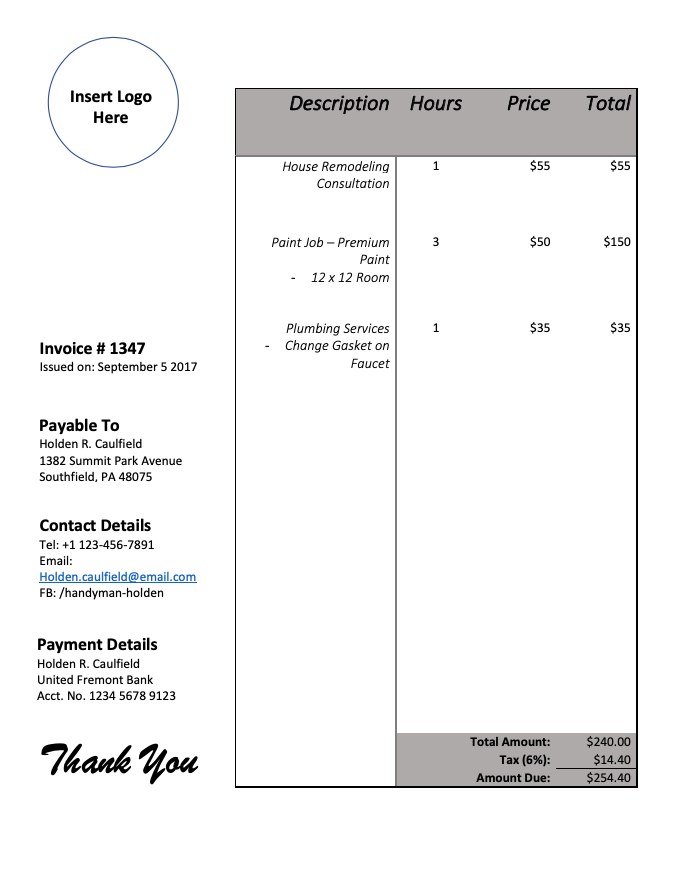 Insert Logo
Here
Description Hours Price Total
House Remodeling 1 $55 $55
Consultation
Paint Job – Premium 3 $50 $150
Paint
- 12 x 12 Room
Plumbing Services 1 $35 $35
- Change Gasket on
Faucet
Invoice # 1347
Issued on: September 5 2017
Payable To
Holden R. Caulfield
1382 Summit Park Avenue
Southfield, PA 48075
Contact Details
Tel: +1 123-456-7891
Email:
Holden.caulfield@email.com
FB: /handyman-holden
Payment Details
Holden R. Caulfield
United Fremont Bank
Acct. No. 1234 5678 9123
Thank You
Total Amount: $240.00
Tax (6%): $14.40
Amount Due: $254.40